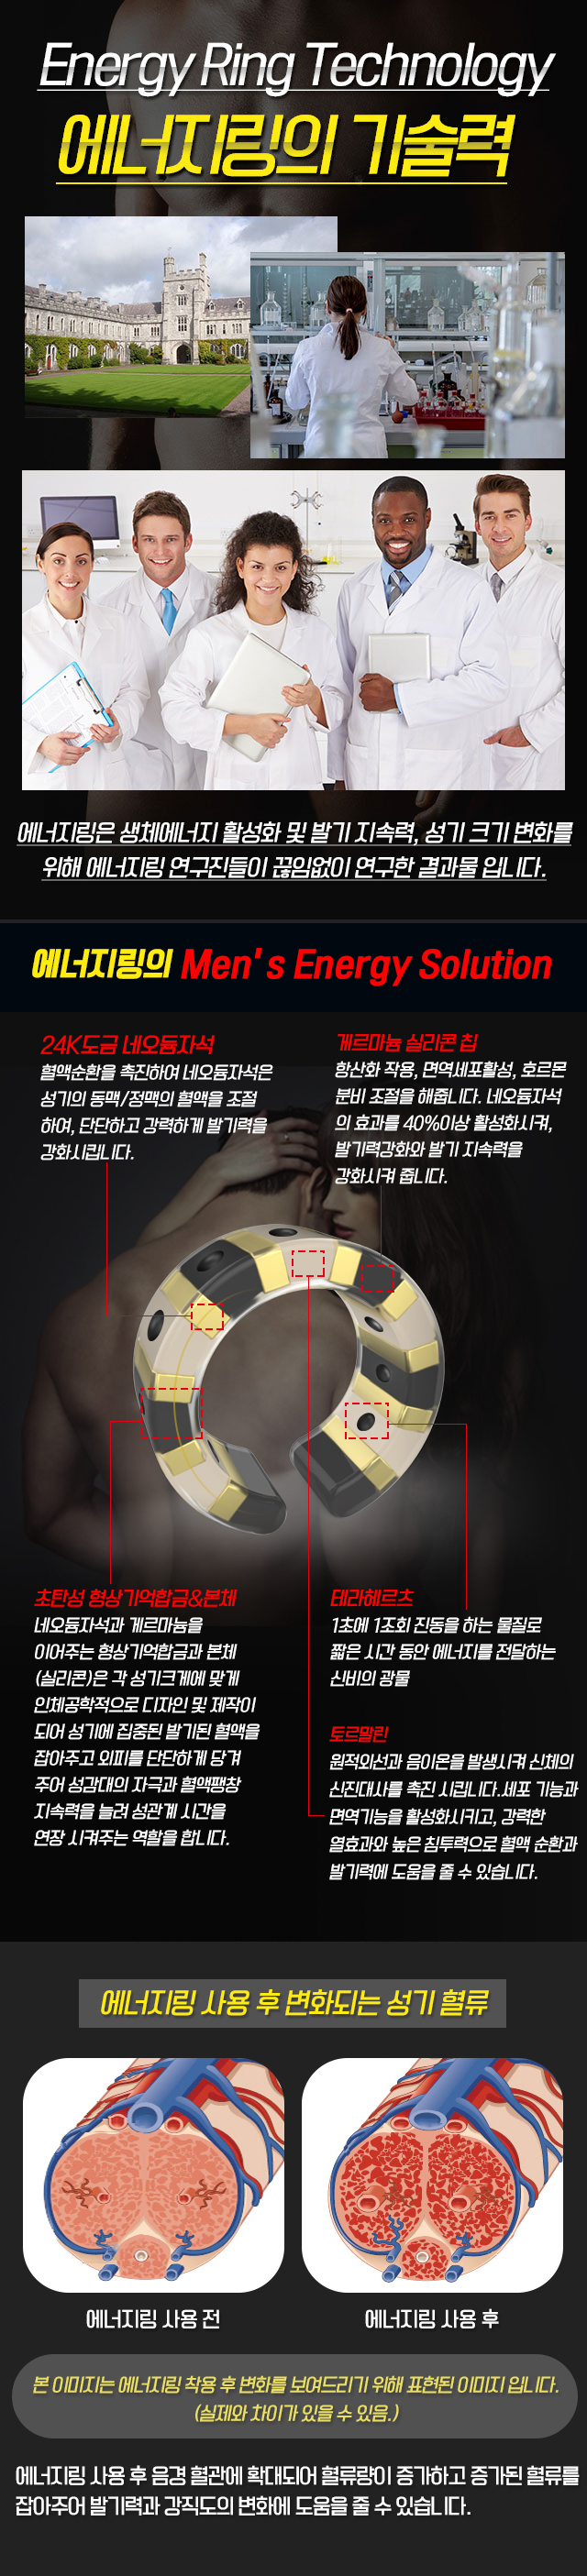 Energy Ring Technology
에너지링의 기술력
에너지링은 생체에너지 활성화 및 발기 지속력, 성기 크기 변화를
위해 에너지링 연구진들이 끊임없이 연구한 결과물 입니다.
에너지링의 Men's Energy Solution
24K도금 네오듐자석
혈액순환을 촉진하여 네오듐자석은
성기의 동맥/정맥의 혈액을 조절
하여, 단단하고 강력하게 발기력을
강화시킵니다.
게르마늄 실리콘 칩
항산화 작용, 면역세포활성, 호르몬
분비 조절을 해줍니다. 네오듐자석
의 효과를 40%이상 활성화시켜,
발기력강화와 발기 지속력을
강화시켜 줍니다.
초탄성 형상기억합금&본체
네오듐자석과 게르마늄을
이어주는 형상기억합금과 본체
(실리콘)은 각 성기크계에 맞게
인체공학적으로 디자인 및 제작이
되어 성기에 집중된 발기된 혈액을
잡아주고 외피를 단단하게 당겨
주어 성감대의 자극과 혈액팽창
지속력을 늘려 성관계 시간을
연장 시켜주는 역할을 합니다.
테라헤르츠
1초에 1조회 진동을 하는 물질로
짧은 시간 동안 에너지를 전달하는
신비의 광물
토르말린
원적외선과 음이온을 발생시켜 신체의
신진대사를 촉진 시킵니다.세포 기능과
면역기능을 활성화시키고, 강력한
열효과와 높은 침투력으로 혈액 순환과
발기력에 도움을 줄 수 있습니다.
에너지링 사용 후 변화되는 성기 혈류
에너지링 사용 전
에너지링 사용 후
본 이미지는 에너지링 착용 후 변화를 보여드리기 위해 표현된 이미지 입니다.
(실제와 차이가 있을 수 있음.)
에너지링 사용 후 음경 혈관에 확대되어 혈류량이 증가하고 증가된 혈류를
잡아주어 발기력과 강직도의 변화에 도움을 줄 수 있습니다.